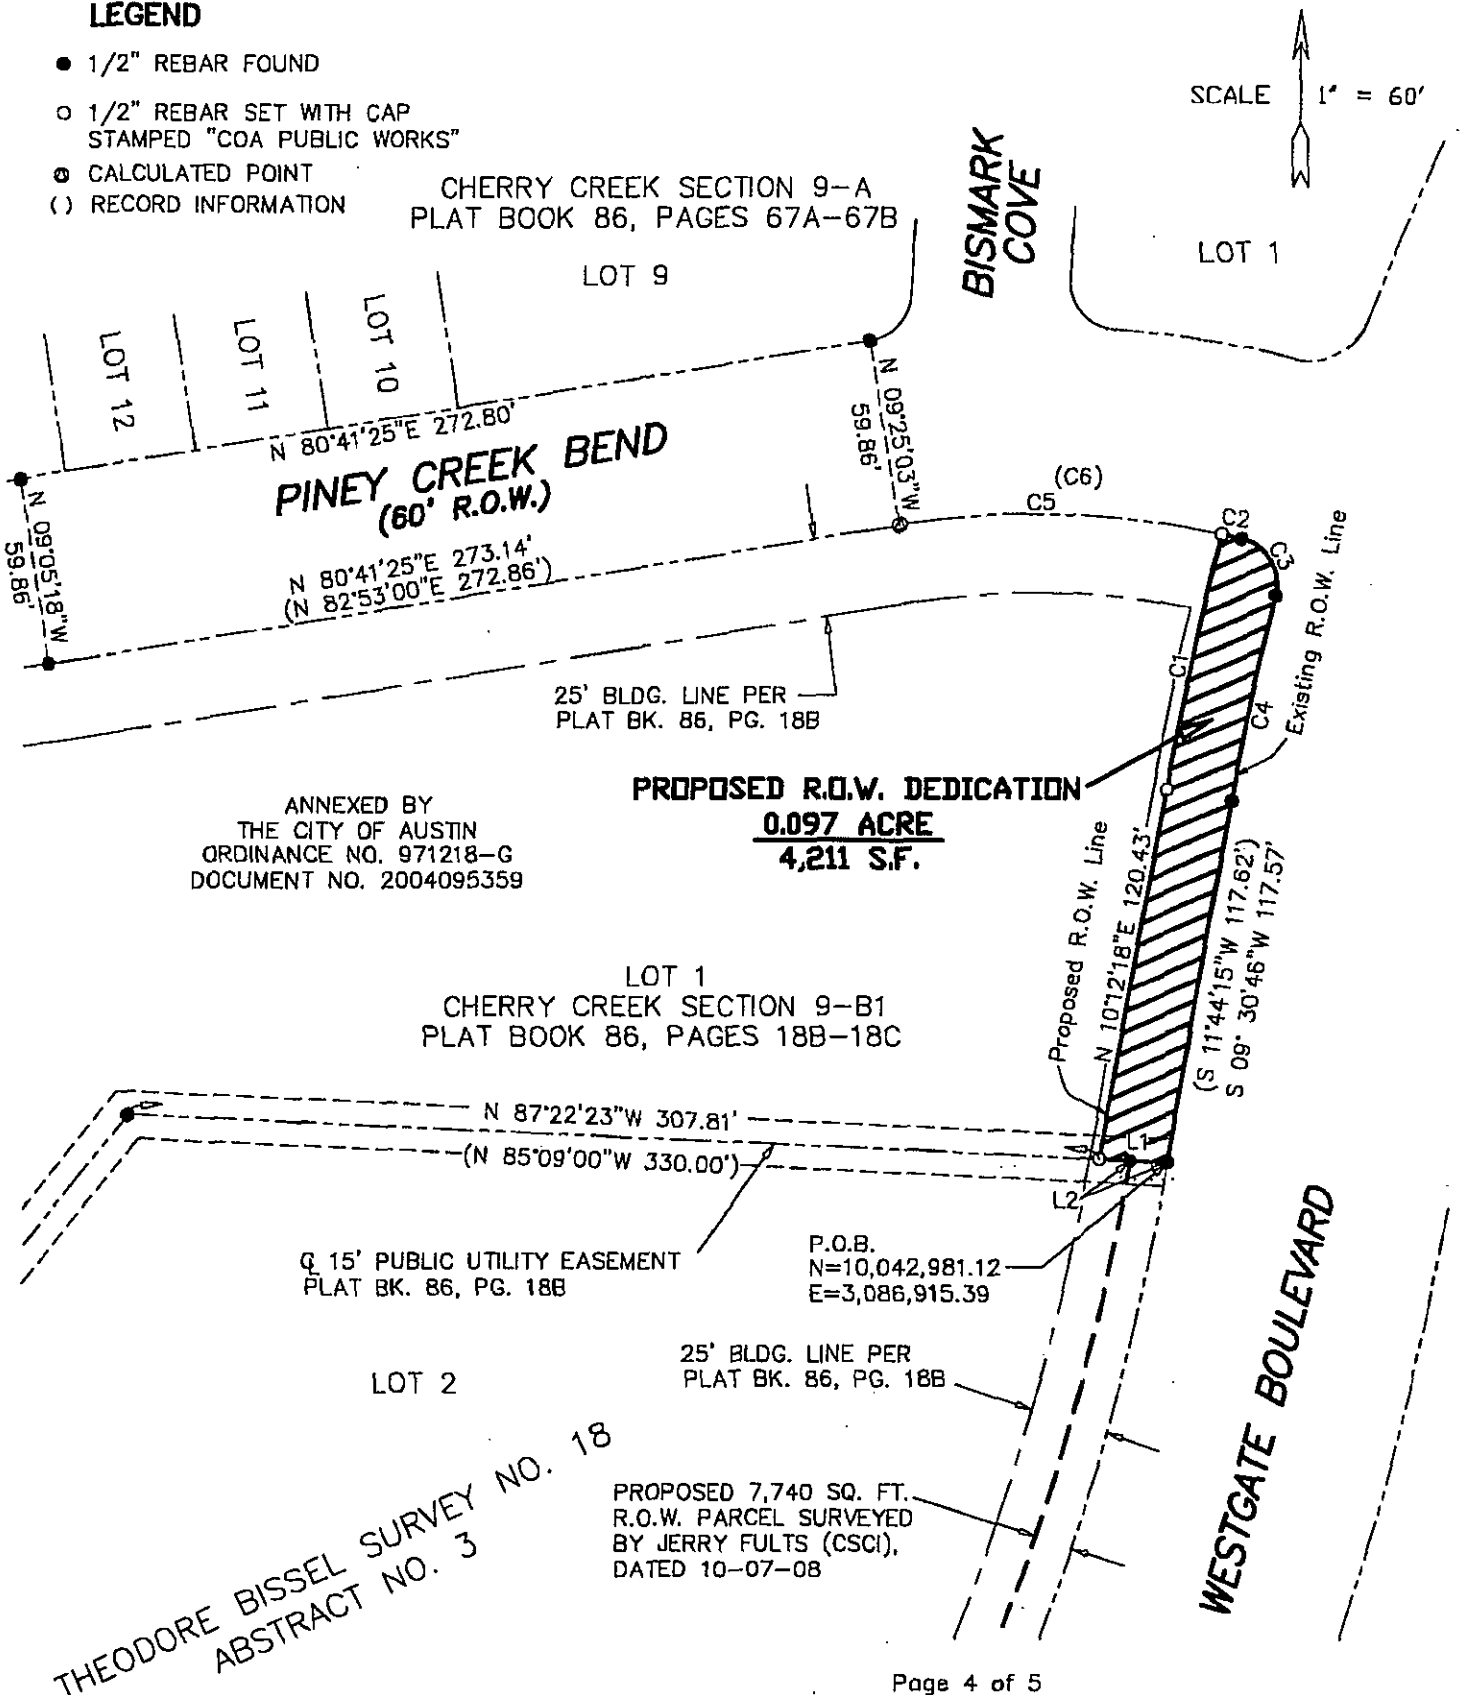 LEGEND
1/2" REBAR FOUND
1/2" REBAR SET WITH CAP
STAMPED "COA PUBLIC WORKS"
CALCULATED POINT
( ) RECORD INFORMATION
SCALE 1" = 60'
CHERRY CREEK SECTION 9-A
PLAT BOOK 86, PAGES 67A-67B
BISMARK
COVE
LOT 1
LOT 9
LOT 10
LOT 11
LOT 12
N 80°41'25"E 272.80'
PINEY CREEK BEND
(60' R.O.W.)
N 80°41'25"E 273.14'
(N 82°53'00"E 272.86')
N 09°05'18"W
59.86'
N 09°25'03"W
59.86'
(C6)
C5
C2
C3
C1
C4
Existing R.O.W. Line
25' BLDG. LINE PER
PLAT BK. 86, PG. 18B
PROPOSED R.O.W. DEDICATION
0.097 ACRE
4,211 S.F.
ANNEXED BY
THE CITY OF AUSTIN
ORDINANCE NO. 971218-G
DOCUMENT NO. 2004095359
Proposed R.O.W. Line
N 10°12'18"E 120.43'
(S 11°44'15"W 117.62')
S 09° 30'46"W 117.57'
LOT 1
CHERRY CREEK SECTION 9-B1
PLAT BOOK 86, PAGES 18B-18C
N 87°22'23"W 307.81'
(N 85°09'00"W 330.00')
L1
L2
℄ 15' PUBLIC UTILITY EASEMENT
PLAT BK. 86, PG. 18B
P.O.B.
N=10,042,981.12
E=3,086,915.39
25' BLDG. LINE PER
PLAT BK. 86, PG. 18B
LOT 2
WESTGATE BOULEVARD
PROPOSED 7,740 SQ. FT.
R.O.W. PARCEL SURVEYED
BY JERRY FULTS (CSCI),
DATED 10-07-08
THEODORE BISSEL SURVEY NO. 18
ABSTRACT NO. 3
Page 4 of 5